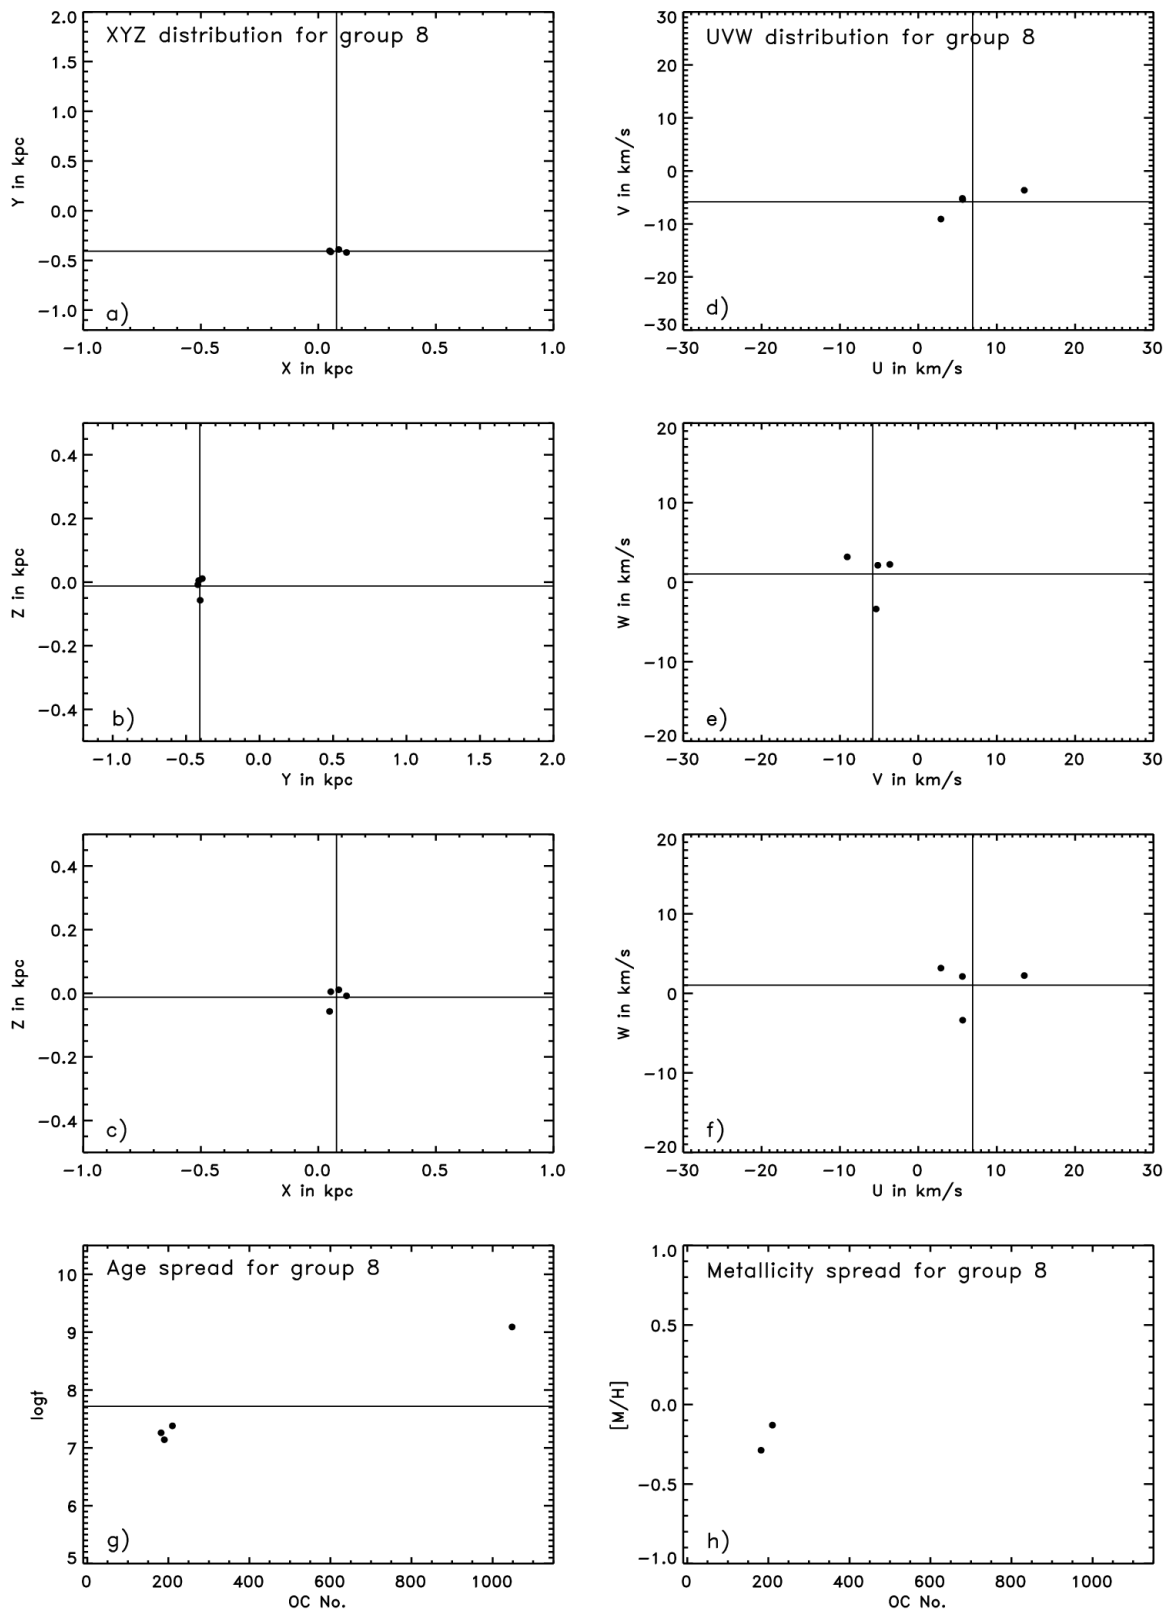 XYZ distribution for group 8
2.0
1.5
1.0
0.5
0.0
−0.5
−1.0
Y in kpc
a)
−1.0 −0.5 0.0 0.5 1.0
X in kpc
UVW distribution for group 8
30
20
10
0
−10
−20
−30
V in km/s
d)
−30 −20 −10 0 10 20 30
U in km/s
0.4
0.2
0.0
−0.2
−0.4
Z in kpc
b)
−1.0 −0.5 0.0 0.5 1.0 1.5 2.0
Y in kpc
20
10
0
−10
−20
W in km/s
e)
−30 −20 −10 0 10 20 30
V in km/s
0.4
0.2
0.0
−0.2
−0.4
Z in kpc
c)
−1.0 −0.5 0.0 0.5 1.0
X in kpc
20
10
0
−10
−20
W in km/s
f)
−30 −20 −10 0 10 20 30
U in km/s
Age spread for group 8
10
9
8
7
6
5
logt
g)
0 200 400 600 800 1000
OC No.
Metallicity spread for group 8
1.0
0.5
0.0
−0.5
−1.0
[M/H]
h)
0 200 400 600 800 1000
OC No.